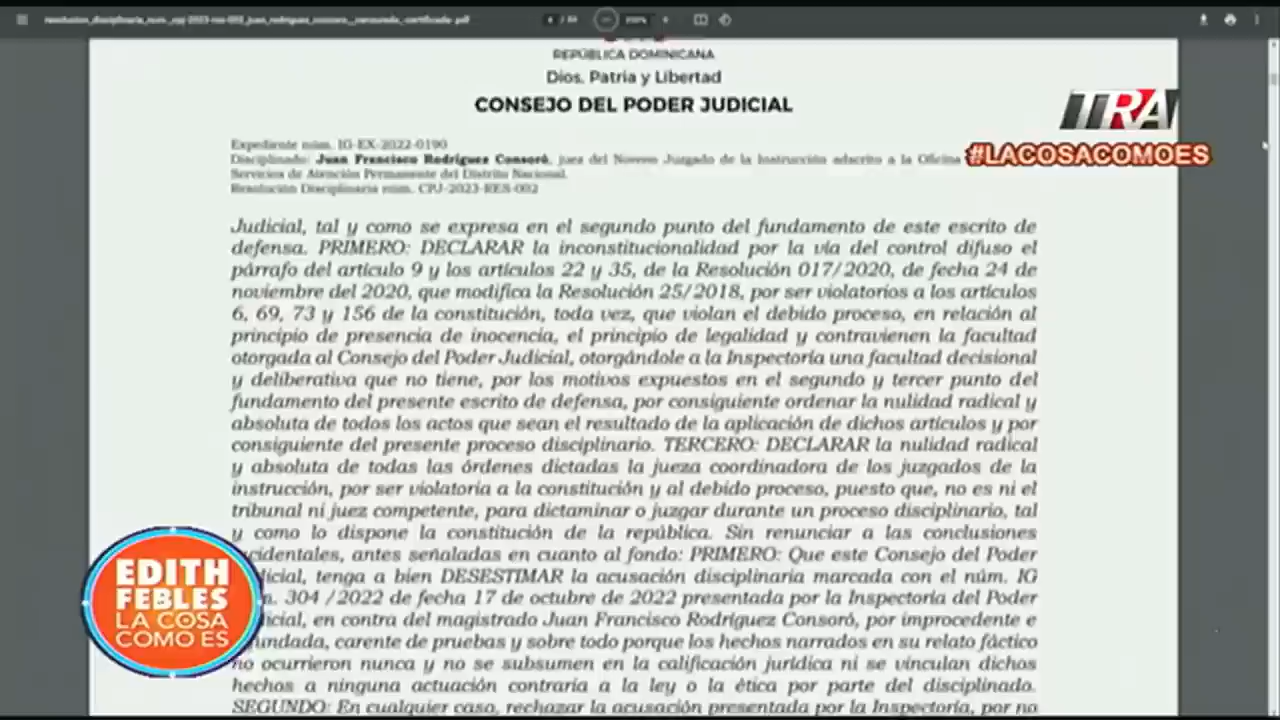 REPÚBLICA DOMINICANA
Dios, Patria y Libertad
CONSEJO DEL PODER JUDICIAL
TRA
#LACOSACOMOES
Expediente núm. IG-EX-2022-0190
Disciplinado: Juan Francisco Rodríguez Consoró, juez del Noveno Juzgado de la Instrucción adscrito a la Oficina
Servicios de Atención Permanente del Distrito Nacional.
Resolución Disciplinaria núm. CPJ-2023-RES-002
Judicial, tal y como se expresa en el segundo punto del fundamento de este escrito de
defensa. PRIMERO: DECLARAR la inconstitucionalidad por la vía del control difuso el
párrafo del artículo 9 y los artículos 22 y 35, de la Resolución 017/2020, de fecha 24 de
noviembre del 2020, que modifica la Resolución 25/2018, por ser violatorios a los artículos
6, 69, 73 y 156 de la constitución, toda vez, que violan el debido proceso, en relación al
principio de presencia de inocencia, el principio de legalidad y contravienen la facultad
otorgada al Consejo del Poder Judicial, otorgándole a la Inspectoría una facultad decisional
y deliberativa que no tiene, por los motivos expuestos en el segundo y tercer punto del
fundamento del presente escrito de defensa, por consiguiente ordenar la nulidad radical y
absoluta de todos los actos que sean el resultado de la aplicación de dichos artículos y por
consiguiente del presente proceso disciplinario. TERCERO: DECLARAR la nulidad radical
y absoluta de todas las órdenes dictadas la jueza coordinadora de los juzgados de la
instrucción, por ser violatoria a la constitución y al debido proceso, puesto que, no es ni el
tribunal ni juez competente, para dictaminar o juzgar durante un proceso disciplinario, tal
y como lo dispone la constitución de la república. Sin renunciar a las conclusiones
cidentales, antes señaladas en cuanto al fondo: PRIMERO: Que este Consejo del Poder
dicial, tenga a bien DESESTIMAR la acusación disciplinaria marcada con el núm. IG
304 /2022 de fecha 17 de octubre de 2022 presentada por la Inspectoría del Poder
icial, en contra del magistrado Juan Francisco Rodríguez Consoró, por improcedente e
fundada, carente de pruebas y sobre todo porque los hechos narrados en su relato fáctico
no ocurrieron nunca y no se subsumen en la calificación jurídica ni se vinculan dichos
hechos a ninguna actuación contraria a la ley o la ética por parte del disciplinado.
SEGUNDO: En cualquier caso, rechazar la acusación presentada por la Inspectoría, por no
EDITH
FEBLES
LA COSA
COMO ES